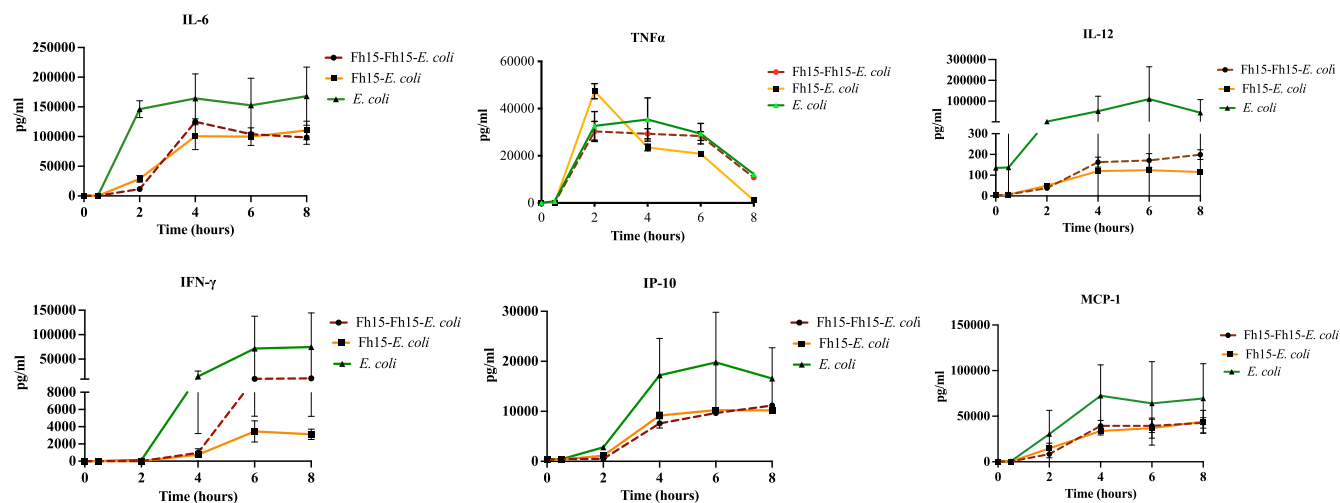 IL-6
250000
200000
150000
100000
50000
0
pg/ml
0 2 4 6 8
Time (hours)
Fh15-Fh15-E. coli
Fh15-E. coli
E. coli
TNFα
60000
40000
20000
0
pg/ml
0 2 4 6 8
Time (hours)
Fh15-Fh15-E. coli
Fh15-E. coli
E. coli
IL-12
300000
200000
100000
300
200
100
0
pg/ml
0 2 4 6 8
Time (hours)
Fh15-Fh15-E. coli
Fh15-E. coli
E. coli
IFN-γ
150000
100000
50000
8000
6000
4000
2000
0
pg/ml
0 2 4 6 8
Time (hours)
Fh15-Fh15-E. coli
Fh15-E. coli
E. coli
IP-10
30000
20000
10000
0
pg/ml
0 2 4 6 8
Time (hours)
Fh15-Fh15-E. coli
Fh15-E. coli
E. coli
MCP-1
150000
100000
50000
0
pg/ml
0 2 4 6 8
Time (hours)
Fh15-Fh15-E. coli
Fh15-E. coli
E. coli